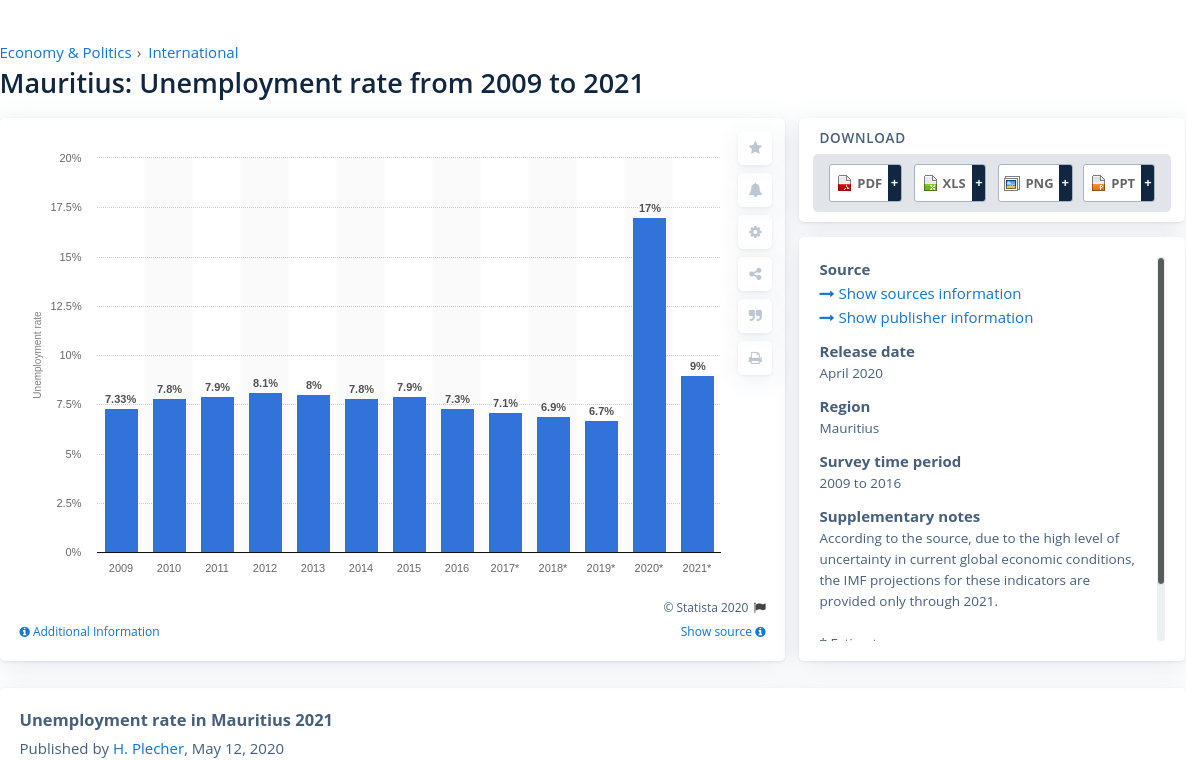 Economy & Politics › International
Mauritius: Unemployment rate from 2009 to 2021
20%
17.5%
15%
12.5%
10%
7.5%
5%
2.5%
0%
Unemployment rate
7.33%
7.8%
7.9%
8.1%
8%
7.8%
7.9%
7.3%
7.1%
6.9%
6.7%
17%
9%
2009
2010
2011
2012
2013
2014
2015
2016
2017*
2018*
2019*
2020*
2021*
© Statista 2020
Additional Information
Show source
DOWNLOAD
PDF +
XLS +
PNG +
PPT +
Source
Show sources information
Show publisher information
Release date
April 2020
Region
Mauritius
Survey time period
2009 to 2016
Supplementary notes
According to the source, due to the high level of
uncertainty in current global economic conditions,
the IMF projections for these indicators are
provided only through 2021.
Unemployment rate in Mauritius 2021
Published by H. Plecher, May 12, 2020